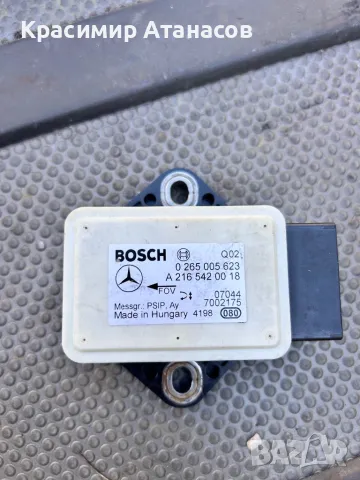 Красимир Атанасов
BOSCH Q02
0 265 005 623
A 216 542 00 18
FOV 07044
Messgr.: PSIP, Ay 7002175
Made in Hungary 4198 080
BAZAR